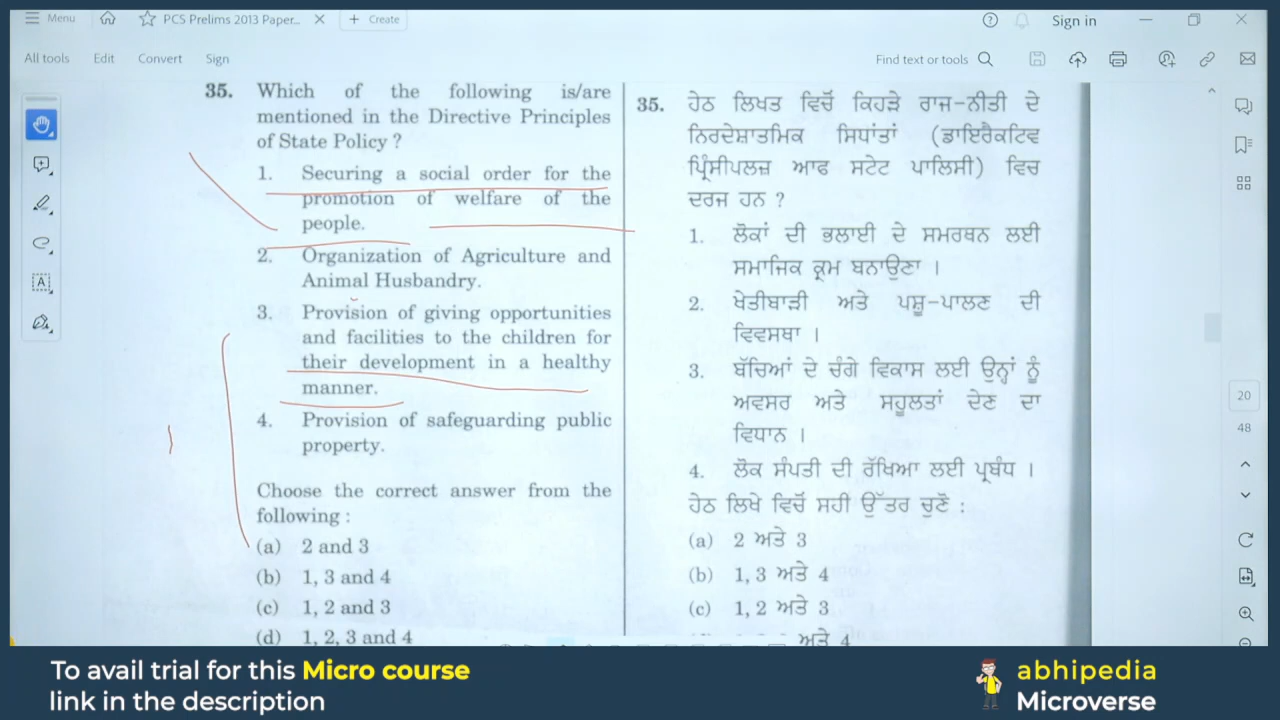 Menu
PCS Prelims 2013 Paper...
Create
Sign in
All tools
Edit
Convert
Sign
Find text or tools
35. Which of the following is/are
mentioned in the Directive Principles
of State Policy ?
1. Securing a social order for the
promotion of welfare of the
people.
2. Organization of Agriculture and
Animal Husbandry.
3. Provision of giving opportunities
and facilities to the children for
their development in a healthy
manner.
4. Provision of safeguarding public
property.
Choose the correct answer from the
following :
(a) 2 and 3
(b) 1, 3 and 4
(c) 1, 2 and 3
(d) 1, 2, 3 and 4
35. ਹੇਠ ਲਿਖਤ ਵਿਚੋਂ ਕਿਹੜੇ ਰਾਜ-ਨੀਤੀ ਦੇ
ਨਿਰਦੇਸ਼ਾਤਮਿਕ ਸਿਧਾਂਤਾਂ (ਡਾਇਰੈਕਟਿਵ
ਪ੍ਰਿੰਸੀਪਲਜ਼ ਆਫ ਸਟੇਟ ਪਾਲਿਸੀ) ਵਿਚ
ਦਰਜ ਹਨ ?
1. ਲੋਕਾਂ ਦੀ ਭਲਾਈ ਦੇ ਸਮਰਥਨ ਲਈ
ਸਮਾਜਿਕ ਕ੍ਰਮ ਬਨਾਉਣਾ ।
2. ਖੇਤੀਬਾੜੀ ਅਤੇ ਪਸ਼ੂ-ਪਾਲਣ ਦੀ
ਵਿਵਸਥਾ ।
3. ਬੱਚਿਆਂ ਦੇ ਚੰਗੇ ਵਿਕਾਸ ਲਈ ਉਨ੍ਹਾਂ ਨੂੰ
ਅਵਸਰ ਅਤੇ ਸਹੂਲਤਾਂ ਦੇਣ ਦਾ
ਵਿਧਾਨ ।
4. ਲੋਕ ਸੰਪਤੀ ਦੀ ਰੱਖਿਆ ਲਈ ਪ੍ਰਬੰਧ ।
ਹੇਠ ਲਿਖੇ ਵਿਚੋਂ ਸਹੀ ਉੱਤਰ ਚੁਣੋ :
(a) 2 ਅਤੇ 3
(b) 1, 3 ਅਤੇ 4
(c) 1, 2 ਅਤੇ 3
ਅਤੇ 4
20
48
To avail trial for this Micro course
link in the description
abhipedia
Microverse